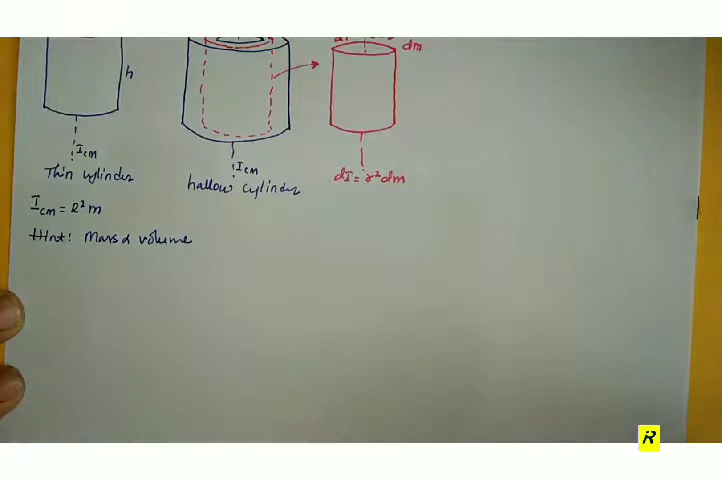 dm
h
Icm
Icm
Thin cylinder
hallow cylinder
dI = r²dm
Icm = R²m
Hint: Mass α volume
R